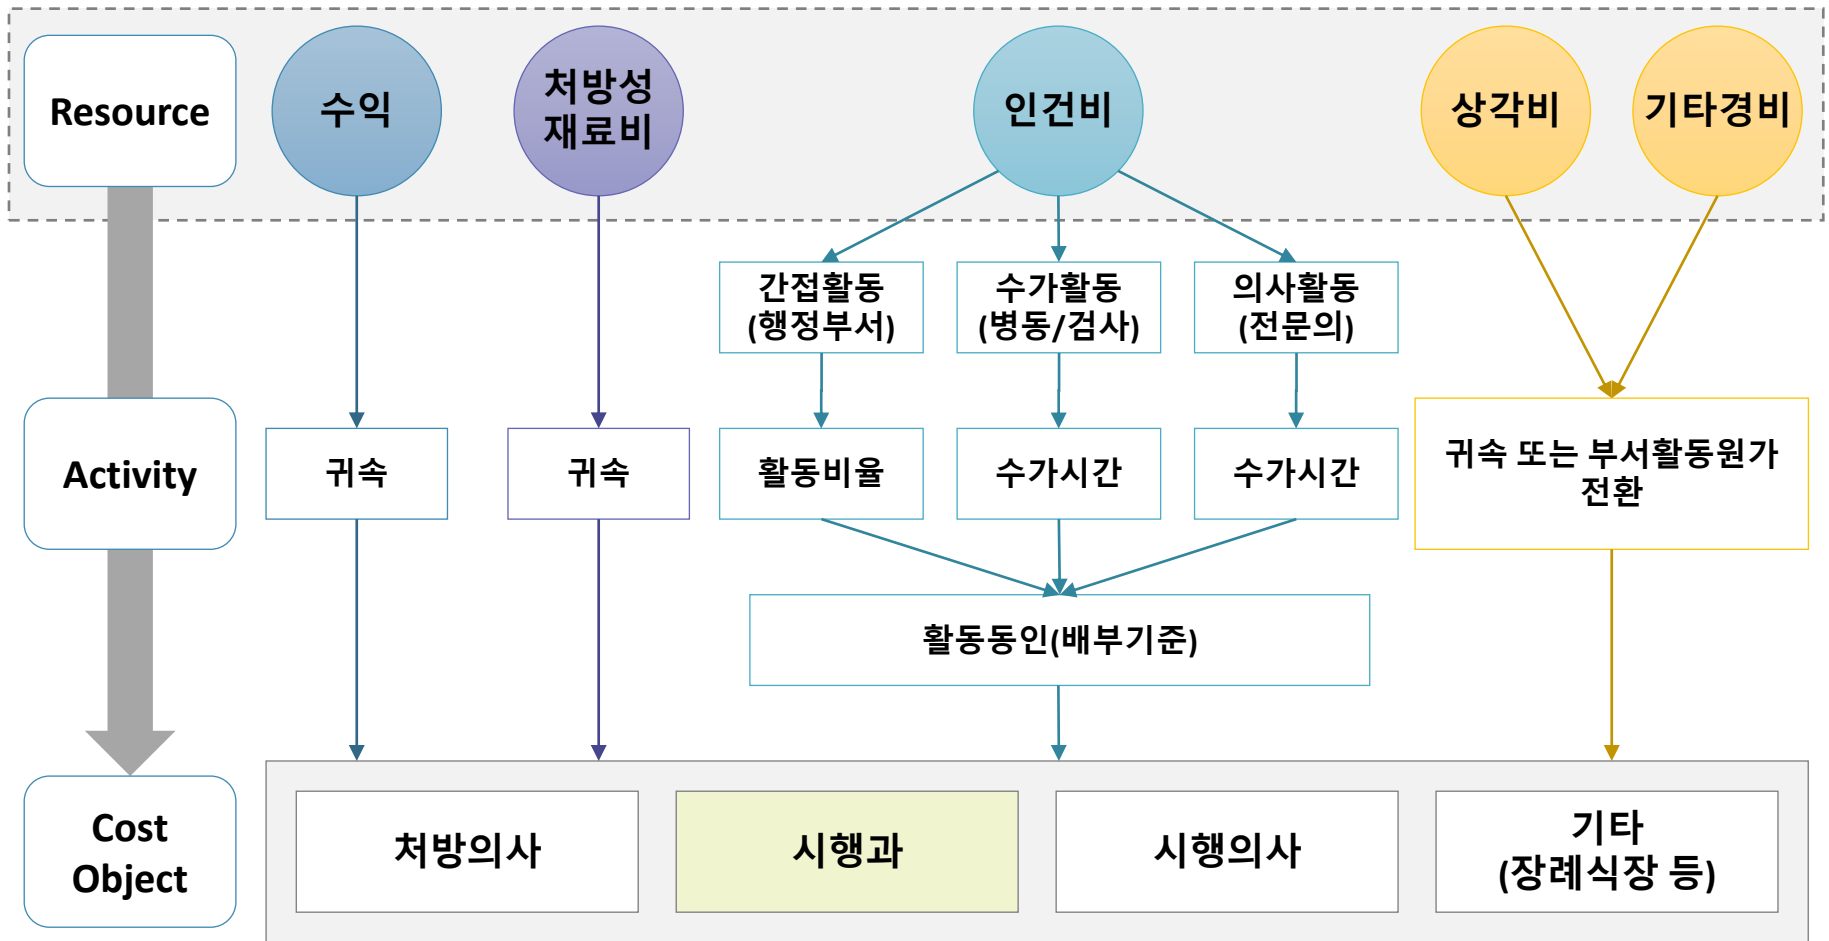 Resource
수익
처방성
재료비
인건비
상각비
기타경비
간접활동
(행정부서)
수가활동
(병동/검사)
의사활동
(전문의)
Activity
귀속
귀속
활동비율
수가시간
수가시간
귀속 또는 부서활동원가
전환
활동동인(배부기준)
Cost
Object
처방의사
시행과
시행의사
기타
(장례식장 등)